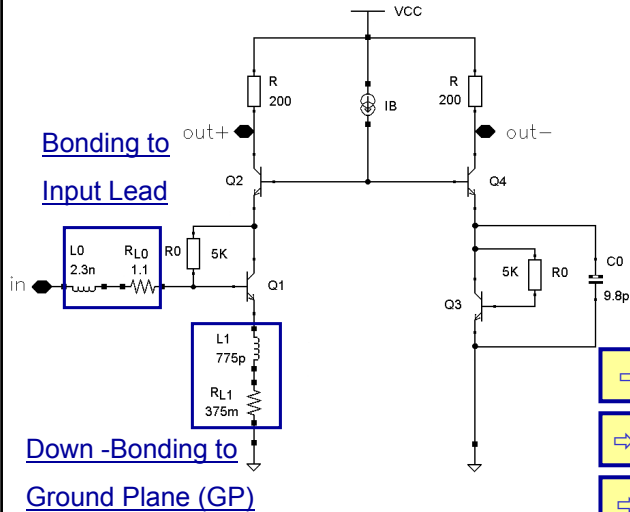 VCC
R
200
IB
R
200
out+
out−
Bonding to
Input Lead
Q2
Q4
L0
2.3n
RL0
1.1
R0
5K
5K
R0
C0
9.8p
in
Q1
Q3
L1
775p
RL1
375m
Down -Bonding to
Ground Plane (GP)